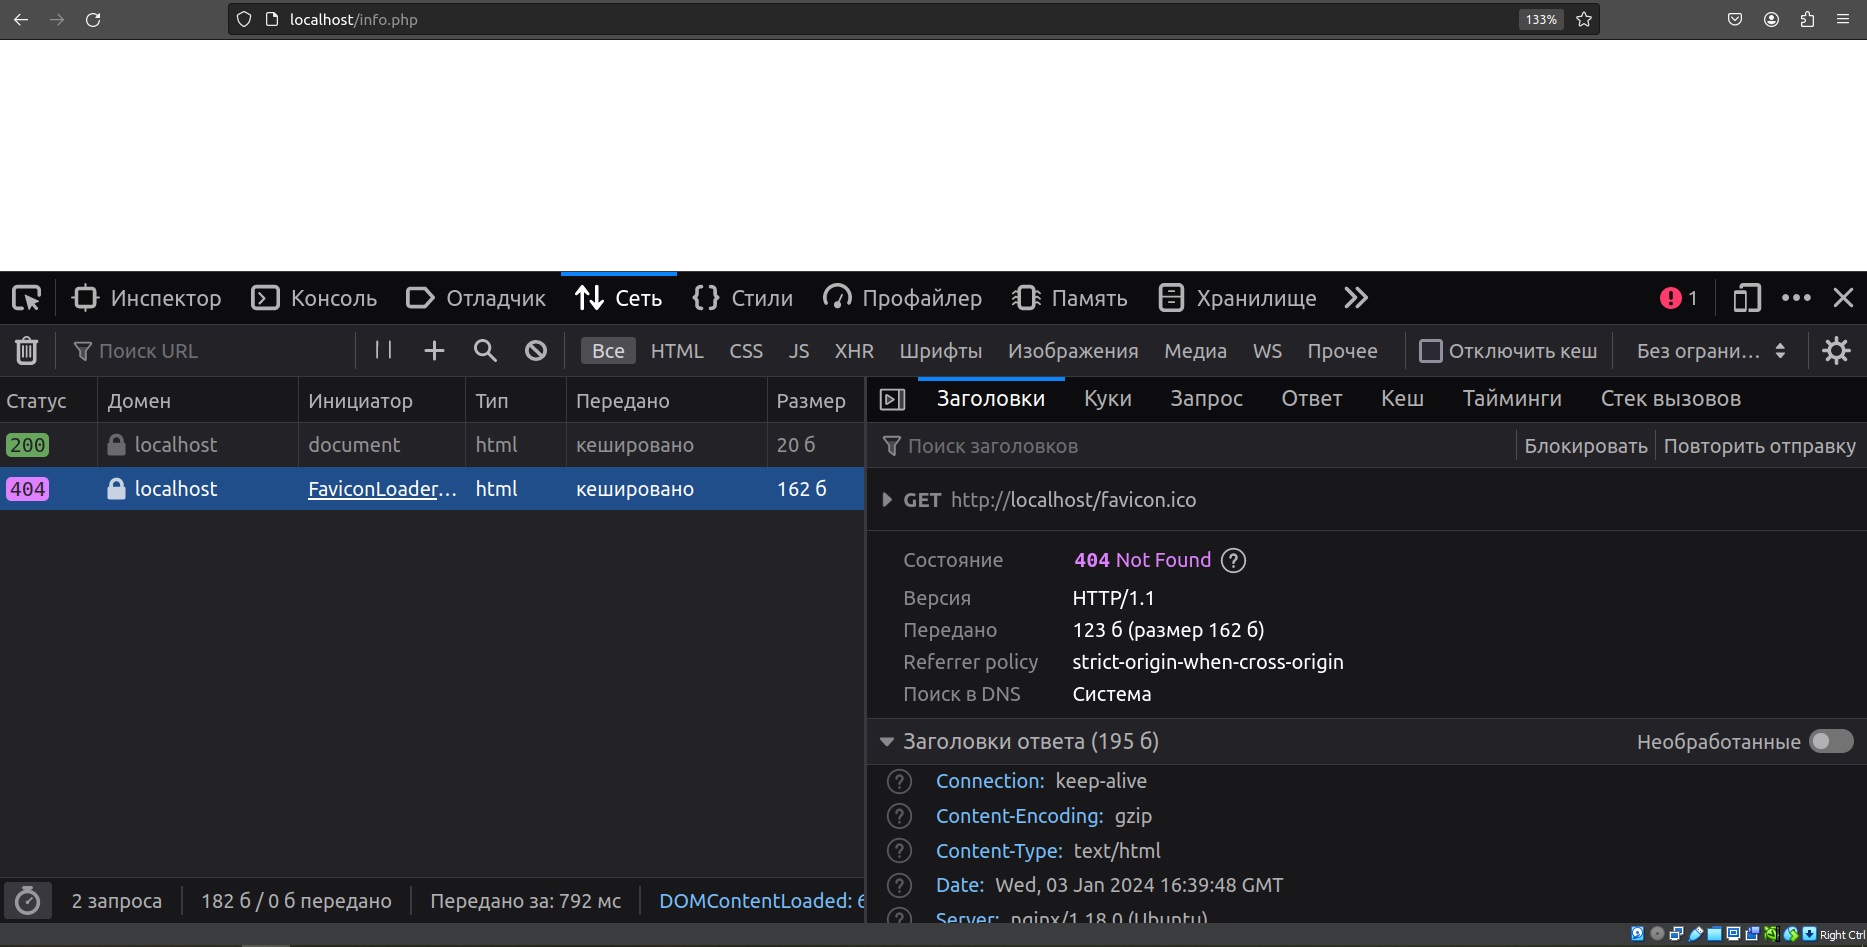 localhost/info.php 133%
Инспектор Консоль Отладчик Сеть Стили Профайлер Память Хранилище 1
Поиск URL Все HTML CSS JS XHR Шрифты Изображения Медиа WS Прочее Отключить кеш Без ограни...
Статус Домен Инициатор Тип Передано Размер
200 localhost document html кешировано 20 б
404 localhost FaviconLoader... html кешировано 162 б
2 запроса 182 б / 0 б передано Передано за: 792 мс DOMContentLoaded: 6
Заголовки Куки Запрос Ответ Кеш Тайминги Стек вызовов
Поиск заголовков Блокировать Повторить отправку
GET http://localhost/favicon.ico
Состояние 404 Not Found ?
Версия HTTP/1.1
Передано 123 б (размер 162 б)
Referrer policy strict-origin-when-cross-origin
Поиск в DNS Система
Заголовки ответа (195 б) Необработанные
? Connection: keep-alive
? Content-Encoding: gzip
? Content-Type: text/html
? Date: Wed, 03 Jan 2024 16:39:48 GMT
? Server: nginx/1.18.0 (Ubuntu)
Right Ctrl